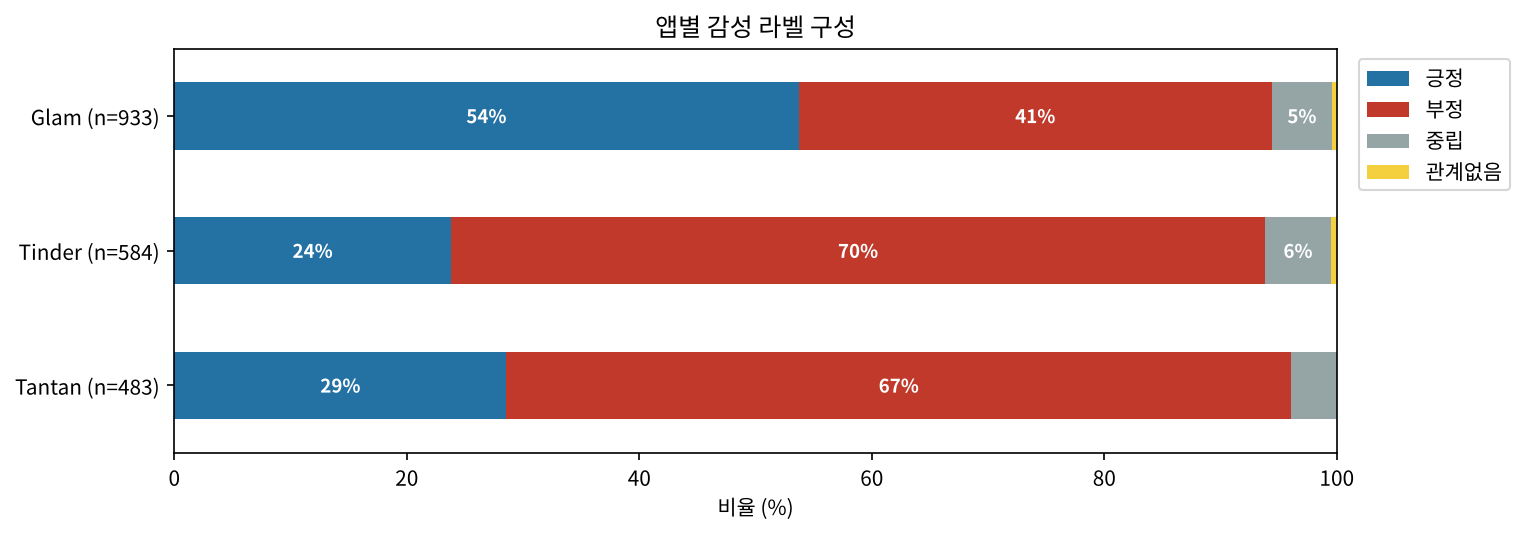 앱별 감성 라벨 구성
Glam (n=933)
54%
41%
5%
Tinder (n=584)
24%
70%
6%
Tantan (n=483)
29%
67%
0
20
40
60
80
100
비율 (%)
긍정
부정
중립
관계없음